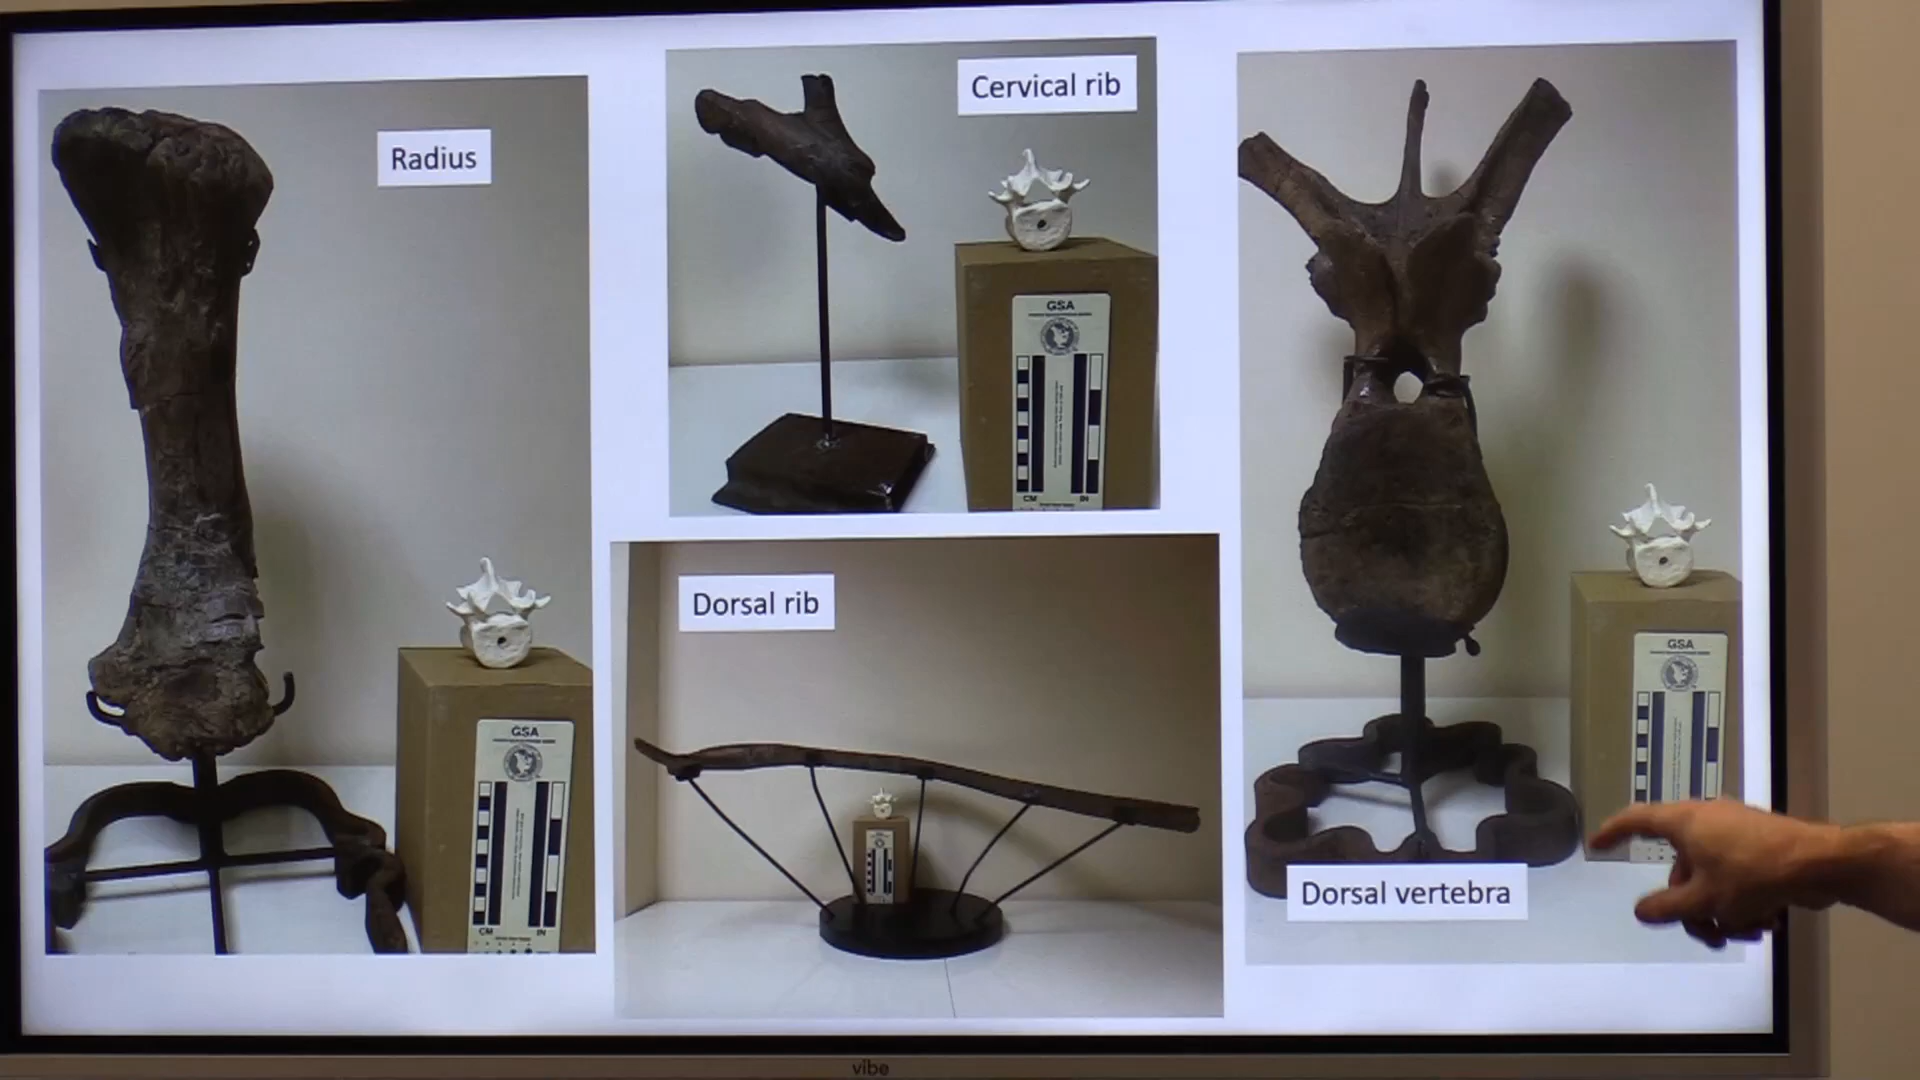 Radius
GSA
CM IN
Cervical rib
GSA
CM IN
Dorsal rib
GSA
Dorsal vertebra
vibe